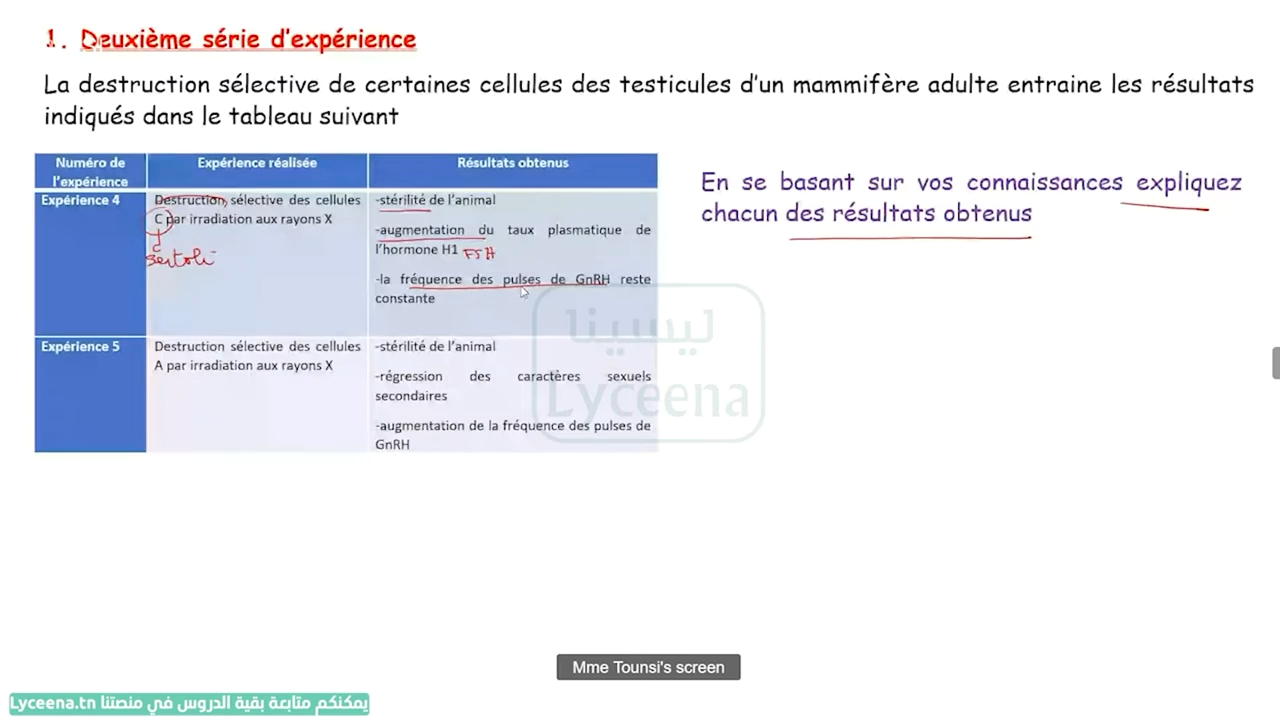 1. Deuxième série d'expérience
La destruction sélective de certaines cellules des testicules d'un mammifère adulte entraine les résultats
indiqués dans le tableau suivant
Numéro de l'expérience
Expérience réalisée
Résultats obtenus
Expérience 4
Destruction sélective des cellules
C par irradiation aux rayons X
Sertoli
-stérilité de l'animal
-augmentation du taux plasmatique de
l'hormone H1 FSH
-la fréquence des pulses de GnRH reste
constante
Expérience 5
Destruction sélective des cellules
A par irradiation aux rayons X
-stérilité de l'animal
-régression des caractères sexuels
secondaires
-augmentation de la fréquence des pulses de
GnRH
En se basant sur vos connaissances expliquez
chacun des résultats obtenus
ليسينا
Lyceena
Mme Tounsi's screen
يمكنكم متابعة بقية الدروس في منصتنا Lyceena.tn